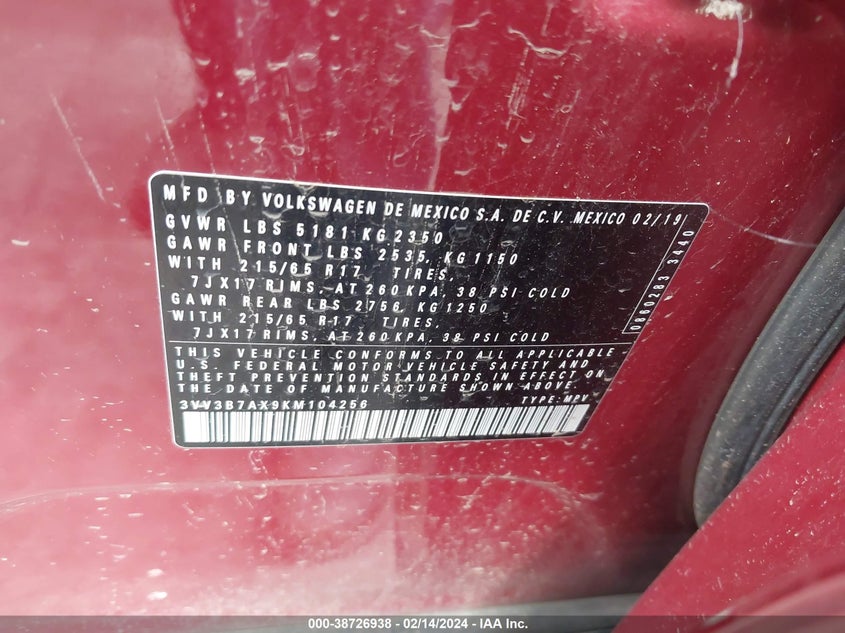 MFD BY VOLKSWAGEN DE MEXICO S.A. DE C.V. MEXICO 02/19
GVWR LBS 5181 KG 2350
GAWR FRONT LBS 2535, KG 1150
WITH 215/65 R17 TIRES,
7JX17 RIMS, AT 260 KPA, 38 PSI COLD
GAWR REAR LBS 2756, KG 1250
WITH 215/65 R17 TIRES,
7JX17 RIMS, AT 260 KPA, 38 PSI COLD
THIS VEHICLE CONFORMS TO ALL APPLICABLE
U.S. FEDERAL MOTOR VEHICLE SAFETY AND
THEFT PREVENTION STANDARDS IN EFFECT ON
THE DATE OF MANUFACTURE SHOWN ABOVE.
3VV3B7AX9KM104256 TYPE: MPV
0860283 3440
000-38726938 - 02/14/2024 - IAA Inc.